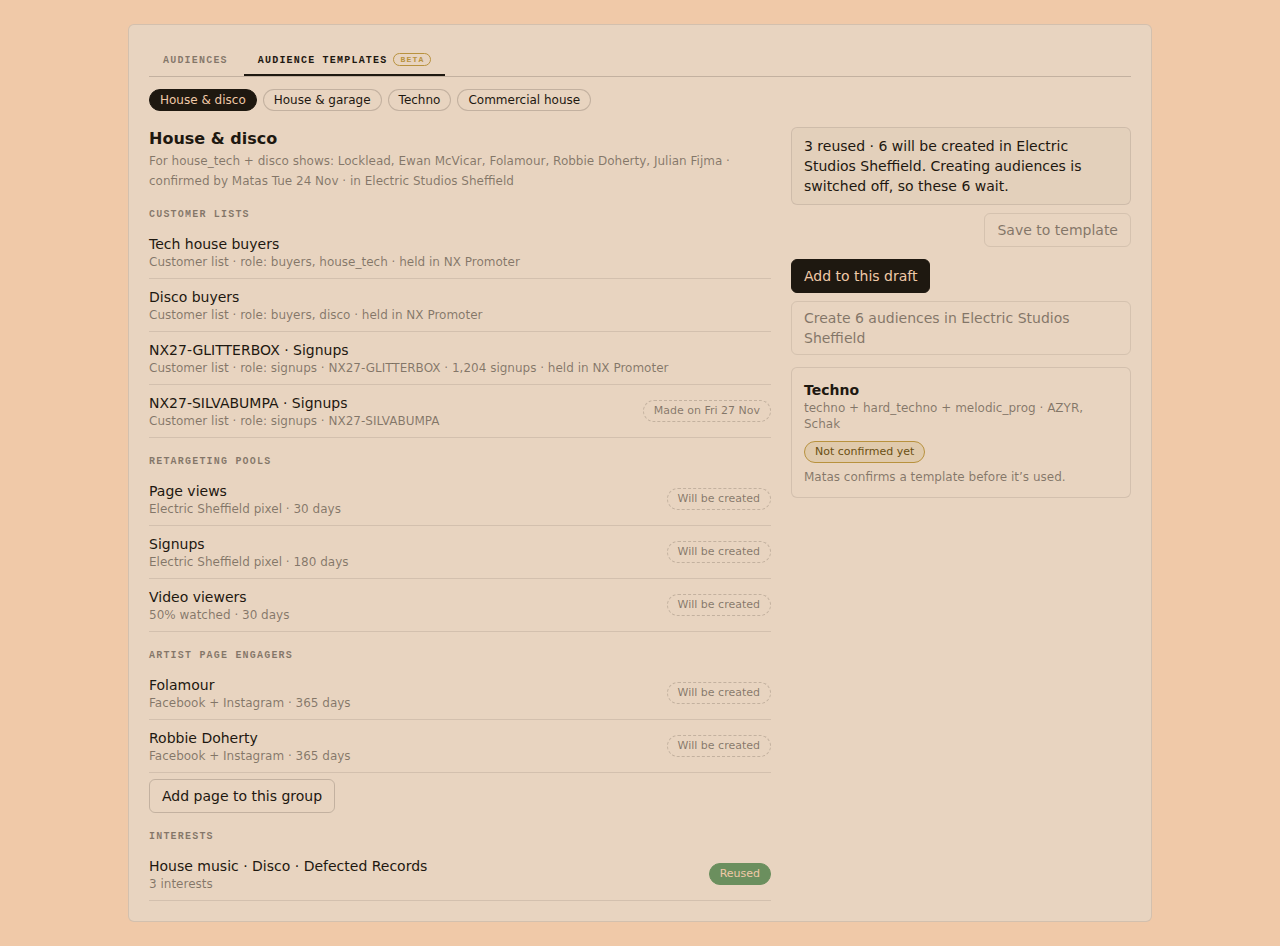 AUDIENCES
AUDIENCE TEMPLATES BETA
House & disco
House & garage
Techno
Commercial house
House & disco
For house_tech + disco shows: Locklead, Ewan McVicar, Folamour, Robbie Doherty, Julian Fijma ·
confirmed by Matas Tue 24 Nov · in Electric Studios Sheffield
CUSTOMER LISTS
Tech house buyers
Customer list · role: buyers, house_tech · held in NX Promoter
Disco buyers
Customer list · role: buyers, disco · held in NX Promoter
NX27-GLITTERBOX · Signups
Customer list · role: signups · NX27-GLITTERBOX · 1,204 signups · held in NX Promoter
NX27-SILVABUMPA · Signups
Customer list · role: signups · NX27-SILVABUMPA
Made on Fri 27 Nov
RETARGETING POOLS
Page views
Electric Sheffield pixel · 30 days
Will be created
Signups
Electric Sheffield pixel · 180 days
Will be created
Video viewers
50% watched · 30 days
Will be created
ARTIST PAGE ENGAGERS
Folamour
Facebook + Instagram · 365 days
Will be created
Robbie Doherty
Facebook + Instagram · 365 days
Will be created
Add page to this group
INTERESTS
House music · Disco · Defected Records
3 interests
Reused
3 reused · 6 will be created in Electric
Studios Sheffield. Creating audiences is
switched off, so these 6 wait.
Save to template
Add to this draft
Create 6 audiences in Electric Studios
Sheffield
Techno
techno + hard_techno + melodic_prog · AZYR,
Schak
Not confirmed yet
Matas confirms a template before it’s used.